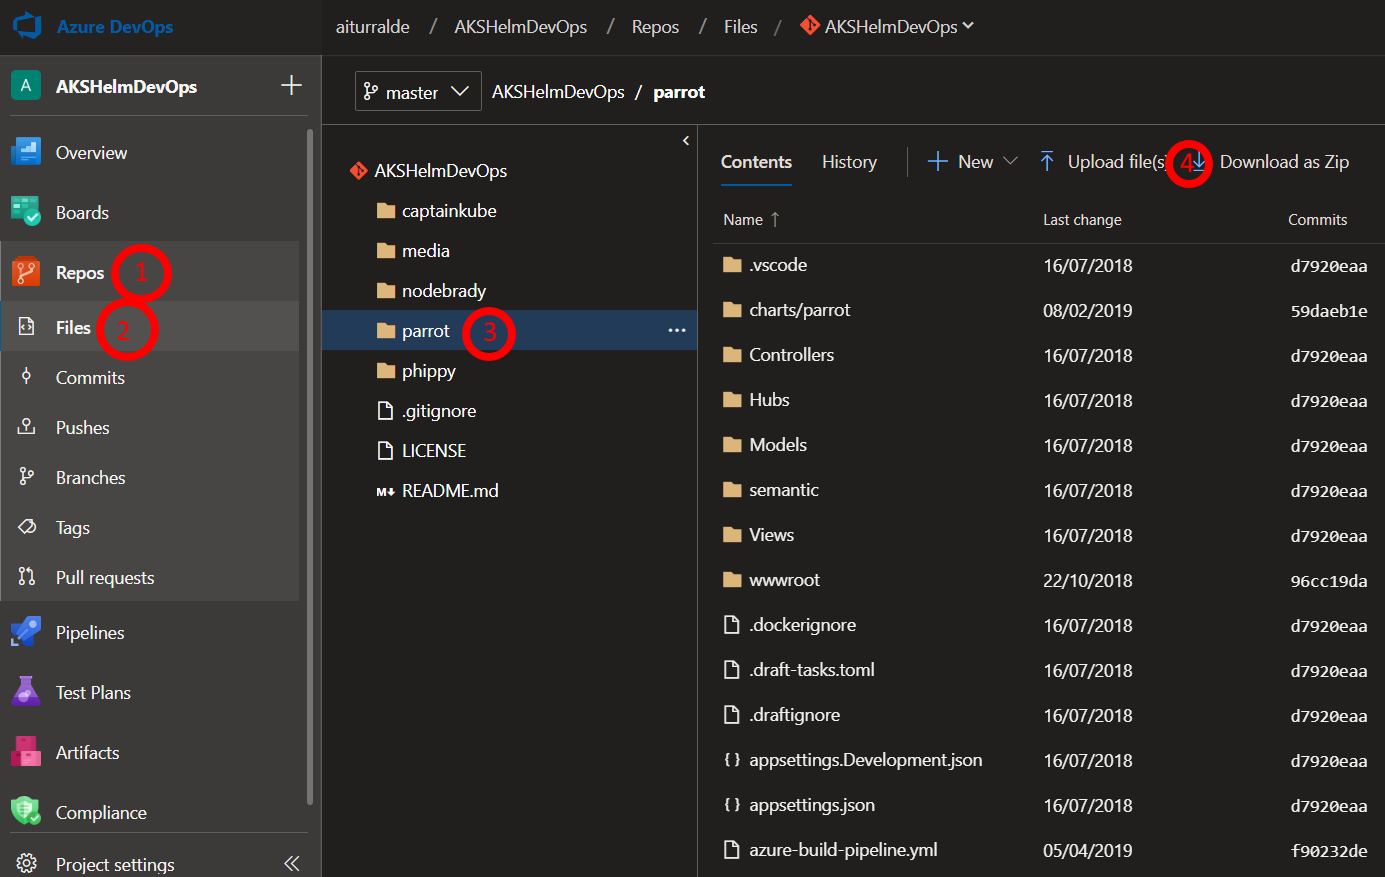 Azure DevOps
aiturralde / AKSHelmDevOps / Repos / Files / AKSHelmDevOps
A AKSHelmDevOps
master AKSHelmDevOps / parrot
Overview
Boards
Repos 1
Files 2
Commits
Pushes
Branches
Tags
Pull requests
Pipelines
Test Plans
Artifacts
Compliance
Project settings
AKSHelmDevOps
captainkube
media
nodebrady
parrot 3 ...
phippy
.gitignore
LICENSE
M↓ README.md
Contents History New Upload file(s) 4 Download as Zip
Name ↑ Last change Commits
.vscode 16/07/2018 d7920eaa
charts/parrot 08/02/2019 59daeb1e
Controllers 16/07/2018 d7920eaa
Hubs 16/07/2018 d7920eaa
Models 16/07/2018 d7920eaa
semantic 16/07/2018 d7920eaa
Views 16/07/2018 d7920eaa
wwwroot 22/10/2018 96cc19da
.dockerignore 16/07/2018 d7920eaa
.draft-tasks.toml 16/07/2018 d7920eaa
.draftignore 16/07/2018 d7920eaa
{} appsettings.Development.json 16/07/2018 d7920eaa
{} appsettings.json 16/07/2018 d7920eaa
azure-build-pipeline.yml 05/04/2019 f90232de